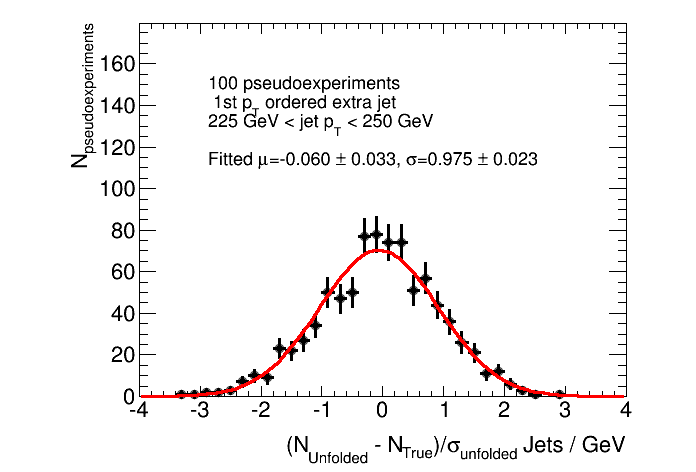 N_pseudoexperiments
160
140
120
100
80
60
40
20
0
100 pseudoexperiments
1st p_T ordered extra jet
225 GeV < jet p_T < 250 GeV
Fitted μ=-0.060 ± 0.033, σ=0.975 ± 0.023
-4 -3 -2 -1 0 1 2 3 4
(N_Unfolded - N_True)/σ_unfolded Jets / GeV